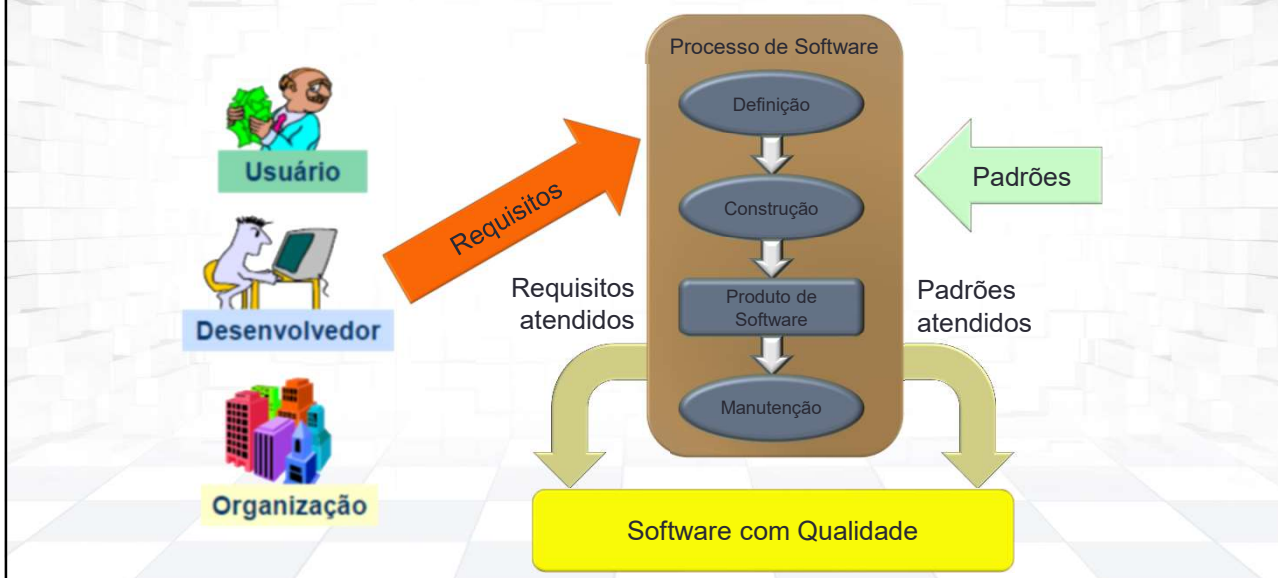 Processo de Software
Usuário
Desenvolvedor
Organização
Requisitos
Definição
Construção
Produto de
Software
Manutenção
Padrões
Requisitos
atendidos
Padrões
atendidos
Software com Qualidade